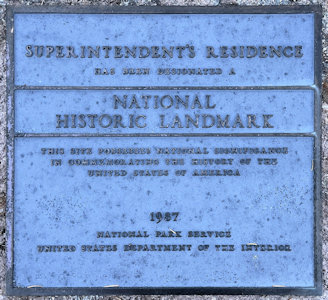 SUPERINTENDENT'S RESIDENCE
HAS BEEN DESIGNATED A
NATIONAL
HISTORIC LANDMARK
THIS SITE POSSESSES NATIONAL SIGNIFICANCE
IN COMMEMORATING THE HISTORY OF THE
UNITED STATES OF AMERICA
1987
NATIONAL PARK SERVICE
UNITED STATES DEPARTMENT OF THE INTERIOR